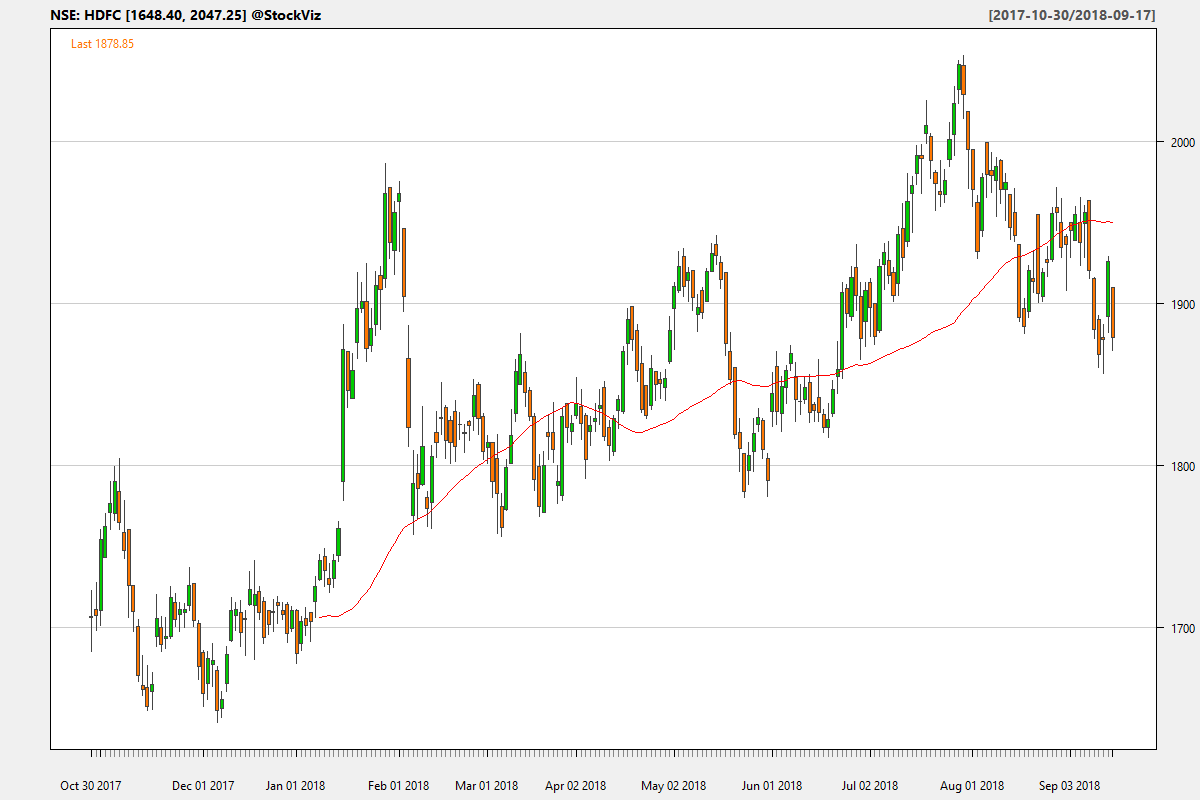 NSE: HDFC [1648.40, 2047.25] @StockViz [2017-10-30/2018-09-17]
Last 1878.85
2000
1900
1800
1700
Oct 30 2017 Dec 01 2017 Jan 01 2018 Feb 01 2018 Mar 01 2018 Apr 02 2018 May 02 2018 Jun 01 2018 Jul 02 2018 Aug 01 2018 Sep 03 2018